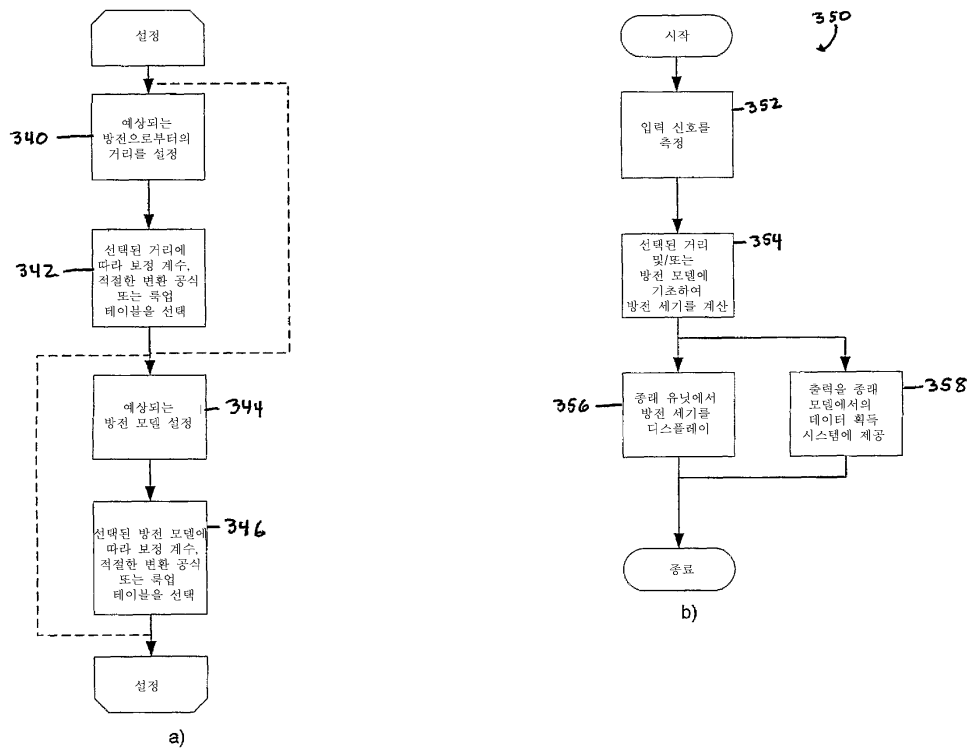 설정
340
예상되는
방전으로부터의
거리를 설정
342
선택된 거리에
따라 보정 계수,
적절한 변환 공식
또는 룩업
테이블을 선택
예상되는
방전 모델 설정
344
선택된 방전 모델에
따라 보정 계수,
적절한 변환 공식
또는 룩업
테이블을 선택
346
설정
a)
350
시작
352
입력 신호를
측정
354
선택된 거리
및/또는
방전 모델에
기초하여
방전 세기를 계산
356
종래 유닛에서
방전 세기를
디스플레이
358
출력을 종래
모델에서의
데이터 획득
시스템에 제공
종료
b)